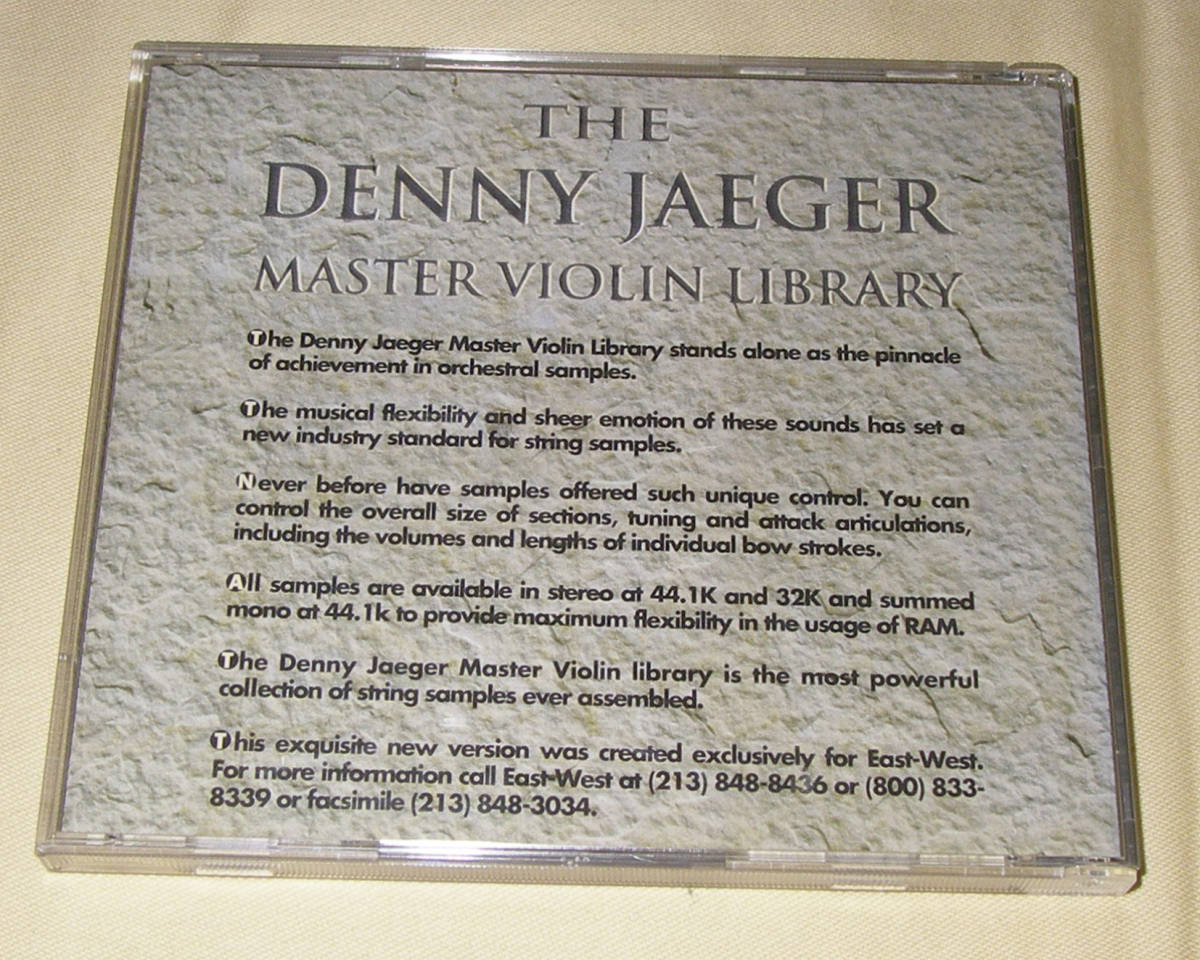 THE
DENNY JAEGER
MASTER VIOLIN LIBRARY
The Denny Jaeger Master Violin Library stands alone as the pinnacle
of achievement in orchestral samples.
The musical flexibility and sheer emotion of these sounds has set a
new industry standard for string samples.
Never before have samples offered such unique control. You can
control the overall size of sections, tuning and attack articulations,
including the volumes and lengths of individual bow strokes.
All samples are available in stereo at 44.1K and 32K and summed
mono at 44.1k to provide maximum flexibility in the usage of RAM.
The Denny Jaeger Master Violin library is the most powerful
collection of string samples ever assembled.
This exquisite new version was created exclusively for East-West.
For more information call East-West at (213) 848-8436 or (800) 833-
8339 or facsimile (213) 848-3034.